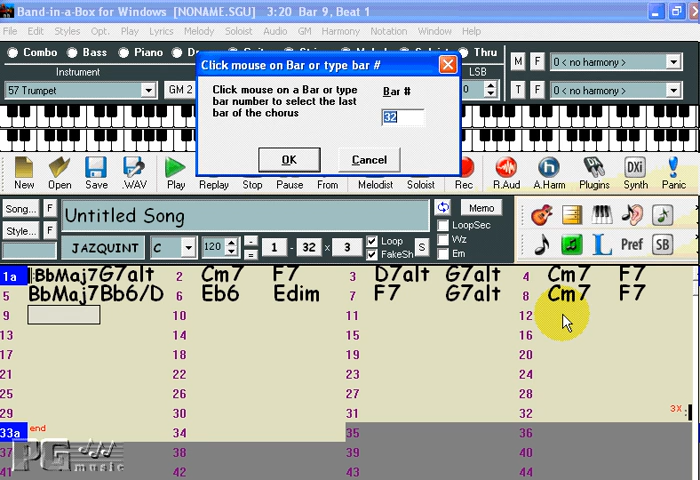 Band-in-a-Box for Windows [NONAME.SGU] 3:20 Bar 9, Beat 1
File Edit Styles Opt. Play Lyrics Melody Soloist Audio GM Harmony Notation Window Help
Combo Bass Piano Thru
Instrument LSB
57 Trumpet GM 2 0
M F < no harmony >
T F < no harmony >
Click mouse on Bar or type bar #
Click mouse on a Bar or type
bar number to select the last
bar of the chorus
Bar #
32
OK Cancel
New Open Save .WAV Play Replay Stop Pause From Melodist Soloist Rec R.Aud A.Harm Plugins Synth Panic
DXi
Song... F Untitled Song Memo
Style... F JAZQUINT C 120 1 - 32 x 3 Loop FakeSh S LoopSec Wz Em Pref SB
1a BbMaj7 G7alt 2 Cm7 F7 3 D7alt G7alt 4 Cm7 F7
5 BbMaj7 Bb6/D 6 Eb6 Edim 7 F7 G7alt 8 Cm7 F7
9 10 11 12
13 14 15 16
17 18 19 20
21 22 23 24
25 26 27 28
29 30 31 32 3X:
33a end 34 35 36
37 38 39 40
41 42 43 44
PG music